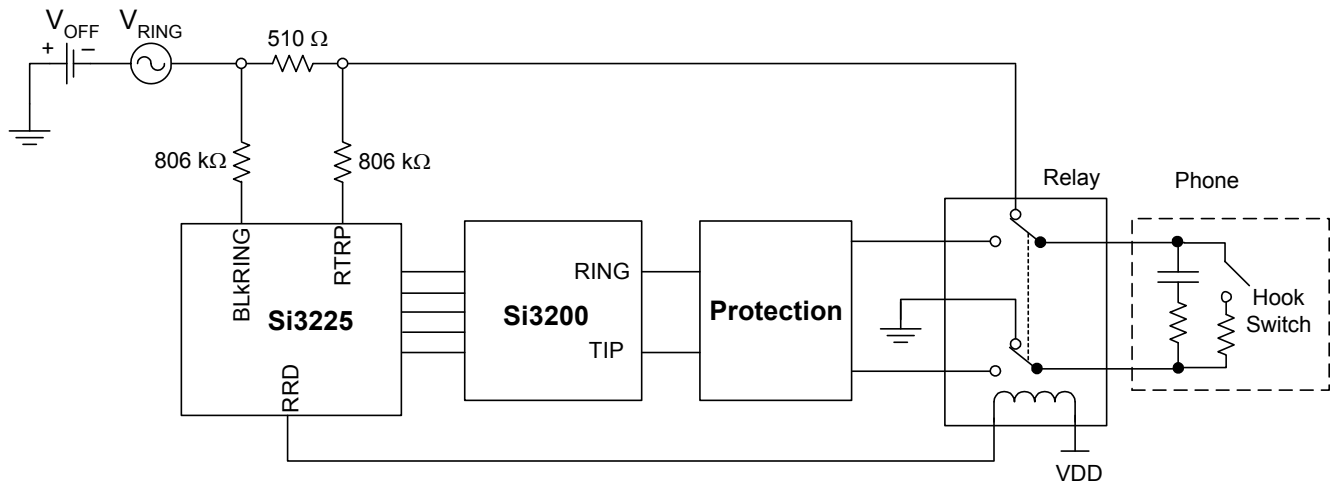 V_OFF
V_RING
+ −
510 Ω
806 kΩ
806 kΩ
Relay
Phone
BLkRING
RTRP
RING
Hook
Switch
Si3225
Si3200
Protection
TIP
RRD
VDD